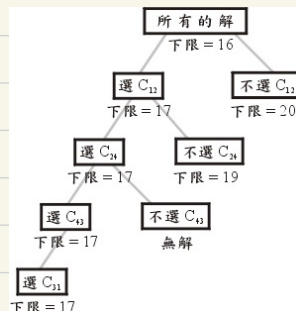 所有的解
下限=16
選 C₁₂
不選 C₁₂
下限=17
下限=20
選 C₂₄
不選 C₂₄
下限=17
下限=19
選 C₄₃
不選 C₄₃
下限=17
無解
選 C₃₁
下限=17